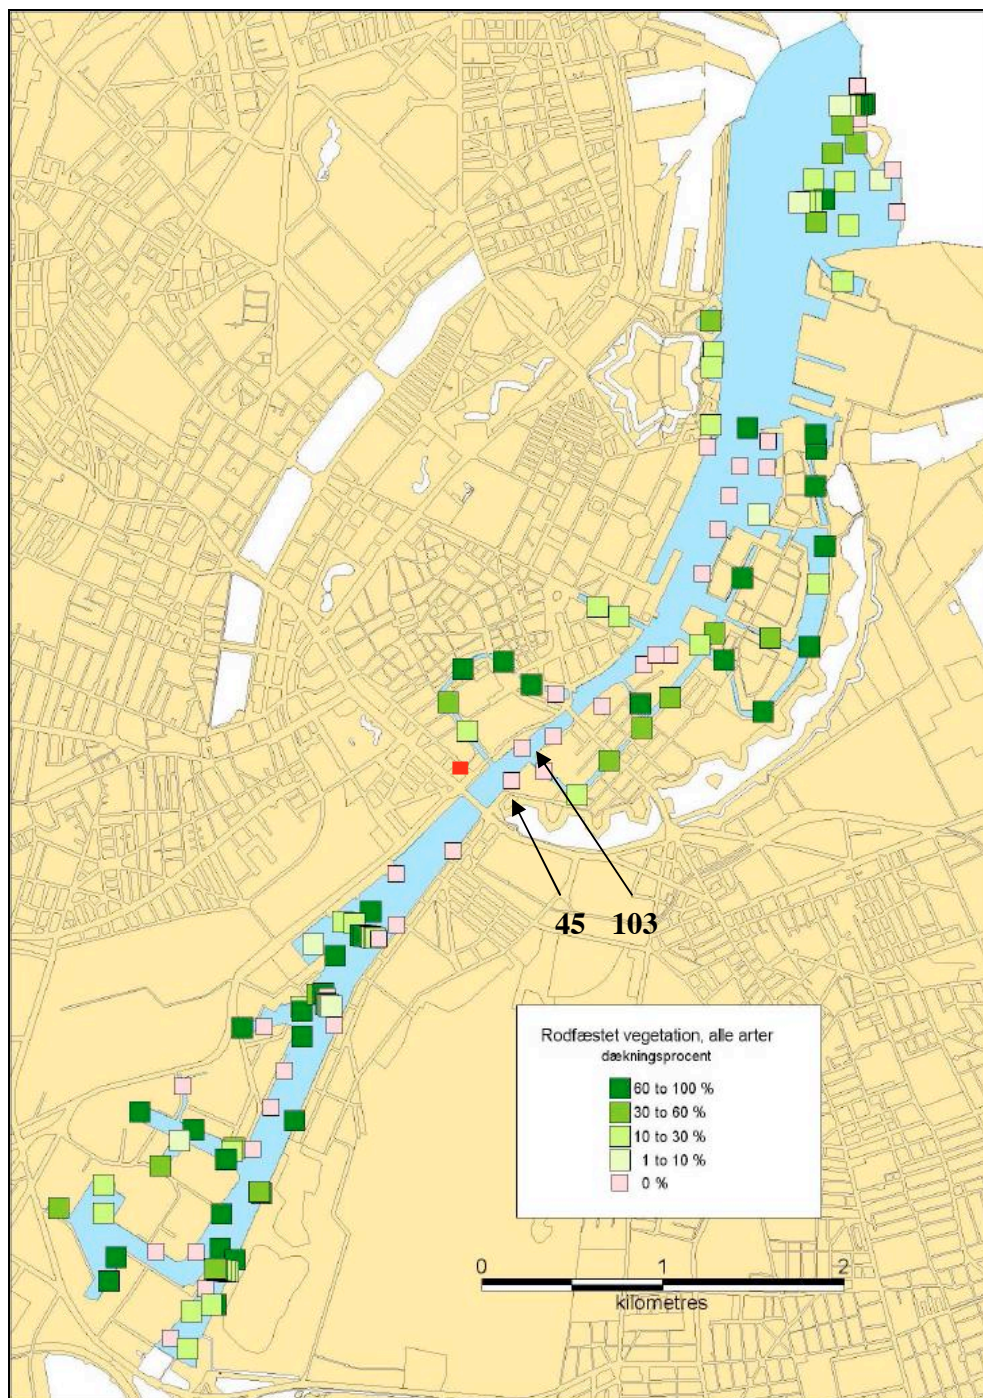 45 103
Rodfæstet vegetation, alle arter
dækningsprocent
60 to 100 %
30 to 60 %
10 to 30 %
1 to 10 %
0 %
0 1 2
kilometres